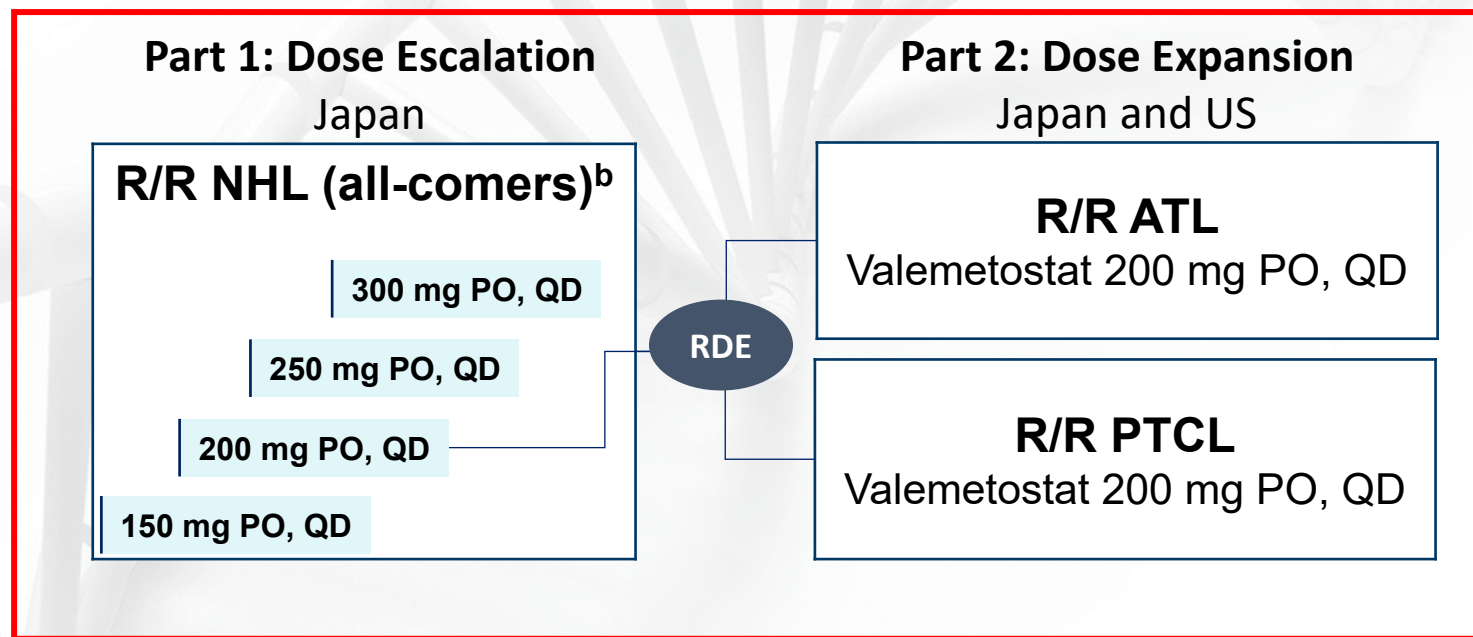 Part 1: Dose Escalation
Japan
R/R NHL (all-comers)ᵇ
300 mg PO, QD
250 mg PO, QD
200 mg PO, QD
150 mg PO, QD
RDE
Part 2: Dose Expansion
Japan and US
R/R ATL
Valemetostat 200 mg PO, QD
R/R PTCL
Valemetostat 200 mg PO, QD